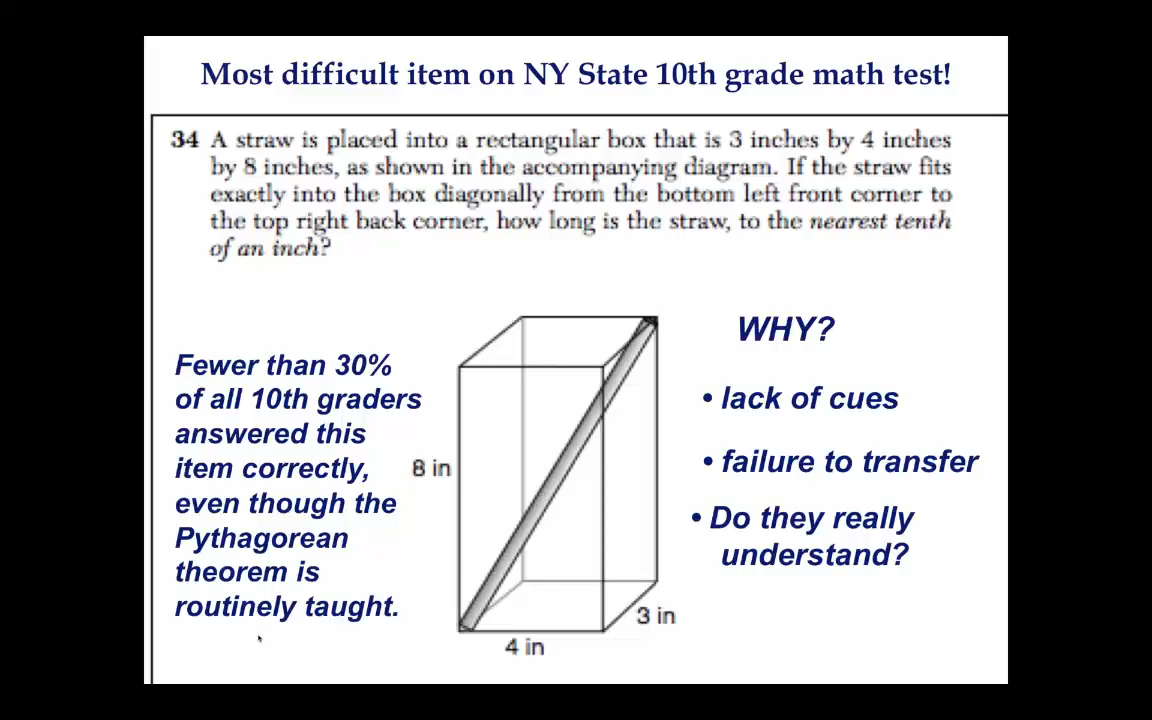 Most difficult item on NY State 10th grade math test!
34 A straw is placed into a rectangular box that is 3 inches by 4 inches
by 8 inches, as shown in the accompanying diagram. If the straw fits
exactly into the box diagonally from the bottom left front corner to
the top right back corner, how long is the straw, to the nearest tenth
of an inch?
Fewer than 30%
of all 10th graders
answered this
item correctly,
even though the
Pythagorean
theorem is
routinely taught.
8 in
4 in
3 in
WHY?
• lack of cues
• failure to transfer
• Do they really
understand?